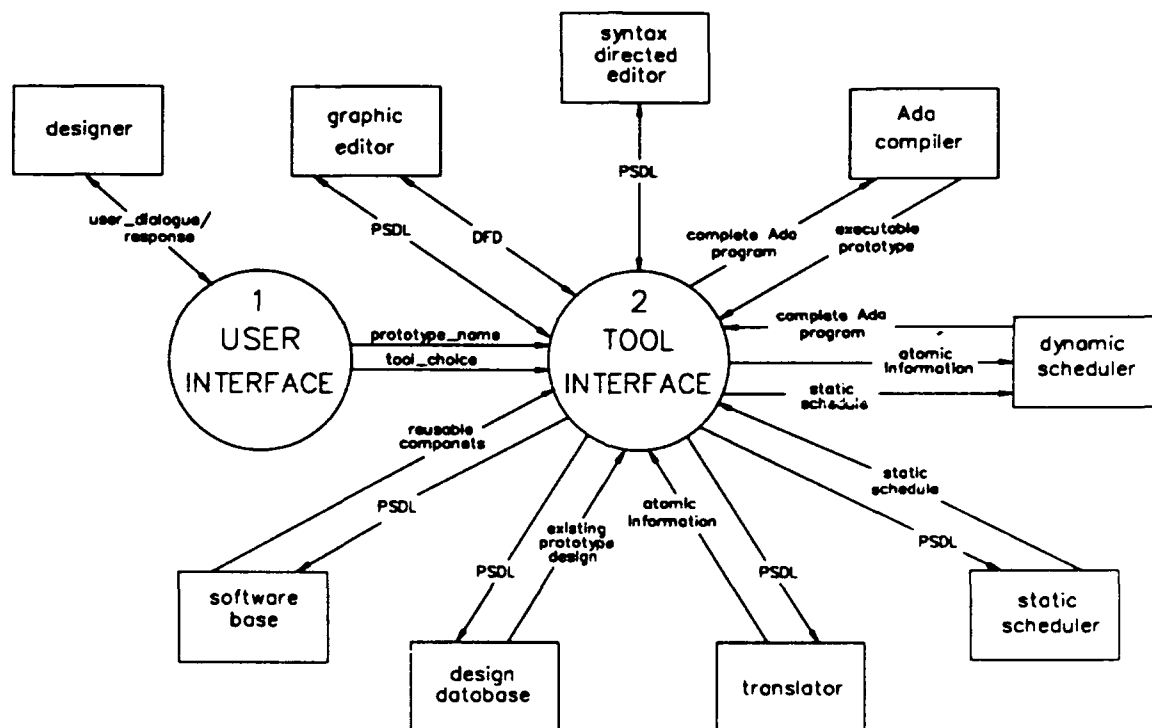 syntax
directed
editor
designer
graphic
editor
Ada
compiler
user_dialogue/
response
PSDL
DFD
PSDL
complete Ada
program
executable
prototype
1
USER
INTERFACE
prototype_name
tool_choice
2
TOOL
INTERFACE
complete Ada
program
atomic
information
static
schedule
dynamic
scheduler
reusable
companets
PSDL
existing
prototype
design
PSDL
atomic
information
PSDL
static
schedule
PSDL
software
base
design
database
translator
static
scheduler